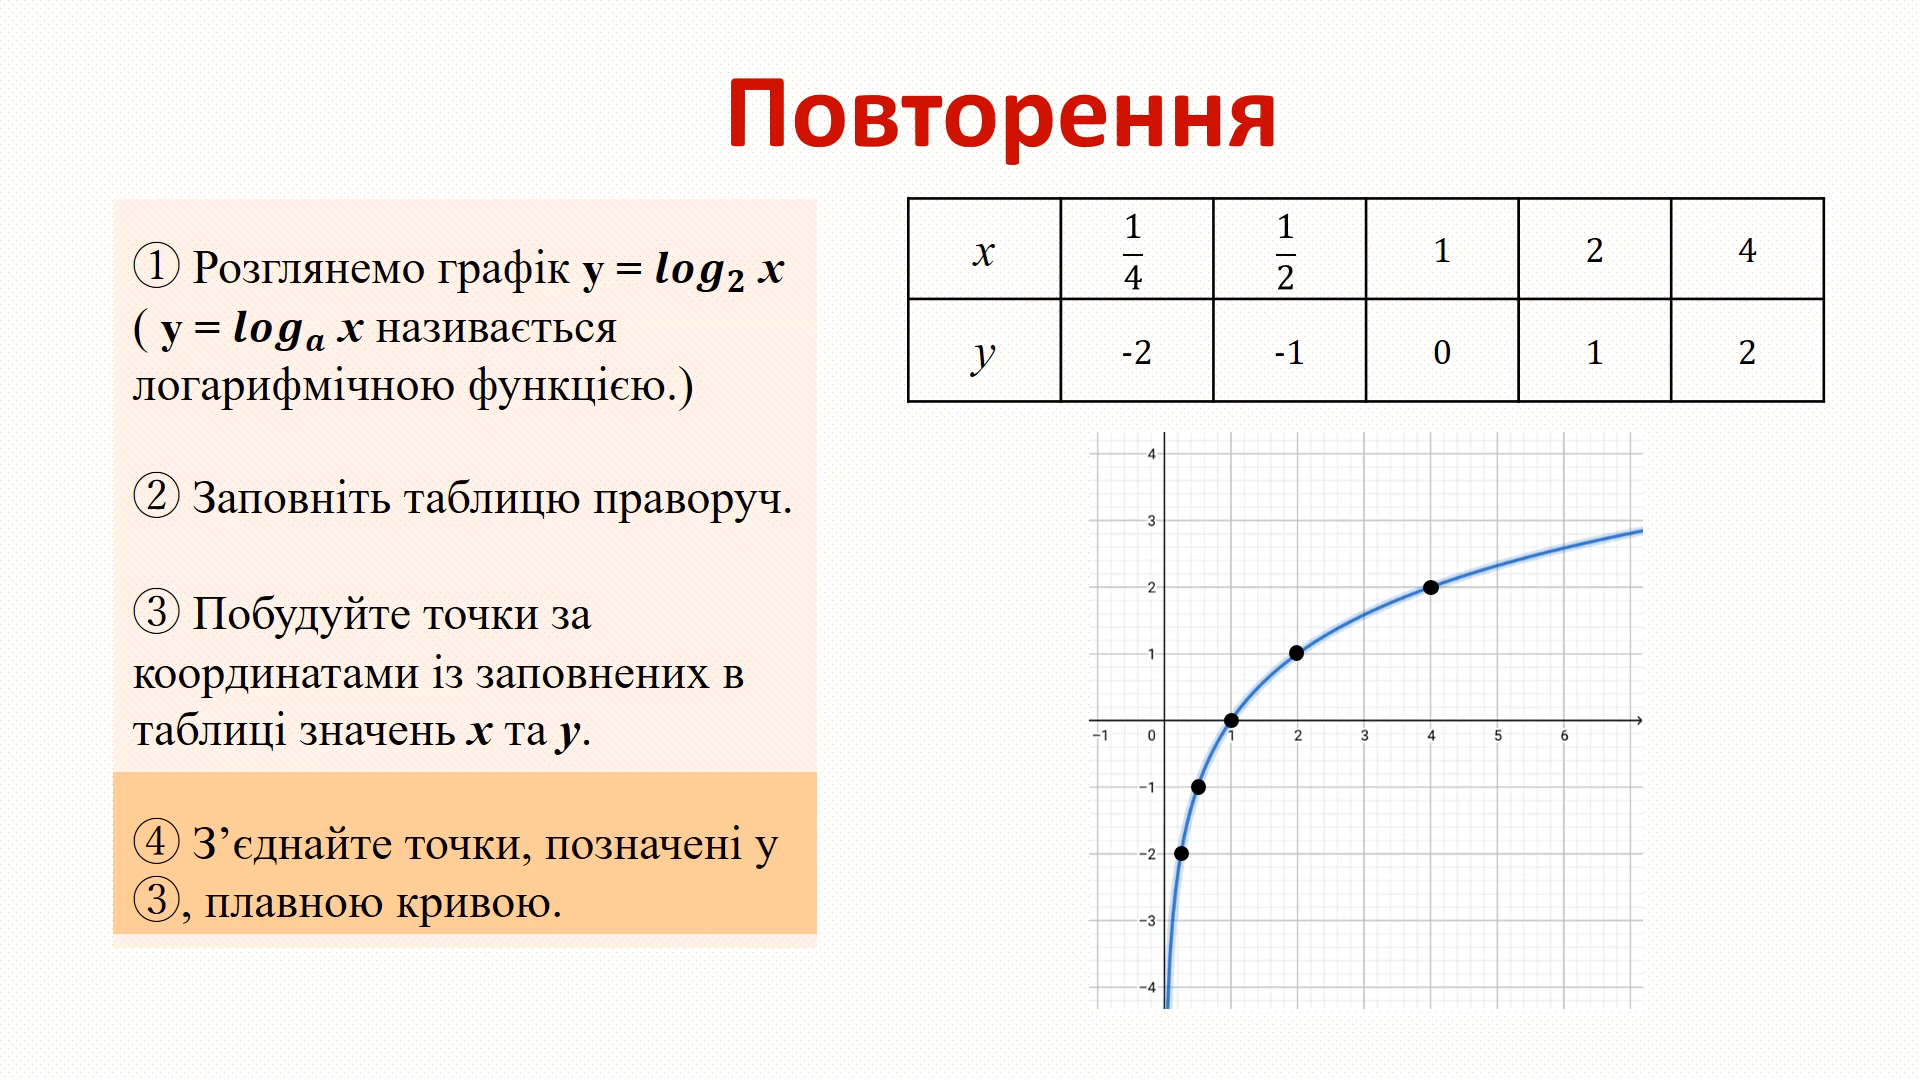 Повторення
① Розглянемо графік y = log₂ x
( y = logₐ x називається
логарифмічною функцією.)
② Заповніть таблицю праворуч.
③ Побудуйте точки за
координатами із заповнених в
таблиці значень x та y.
④ З’єднайте точки, позначені у
③, плавною кривою.
x 1/4 1/2 1 2 4
y -2 -1 0 1 2
4
3
2
1
−1 0 1 2 3 4 5 6
−1
−2
−3
−4